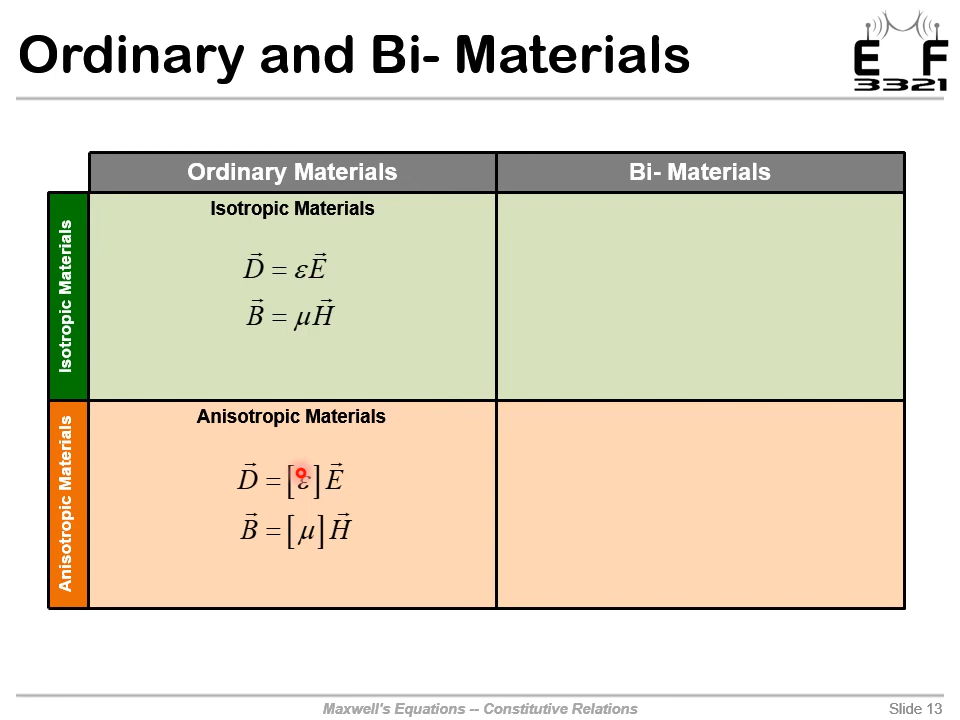 Ordinary and Bi- Materials
E F
3321
Ordinary Materials
Bi- Materials
Isotropic Materials
Isotropic Materials
D⃗ = εE⃗
B⃗ = μH⃗
Anisotropic Materials
Anisotropic Materials
D⃗ = [ε] E⃗
B⃗ = [μ] H⃗
Maxwell's Equations -- Constitutive Relations
Slide 13